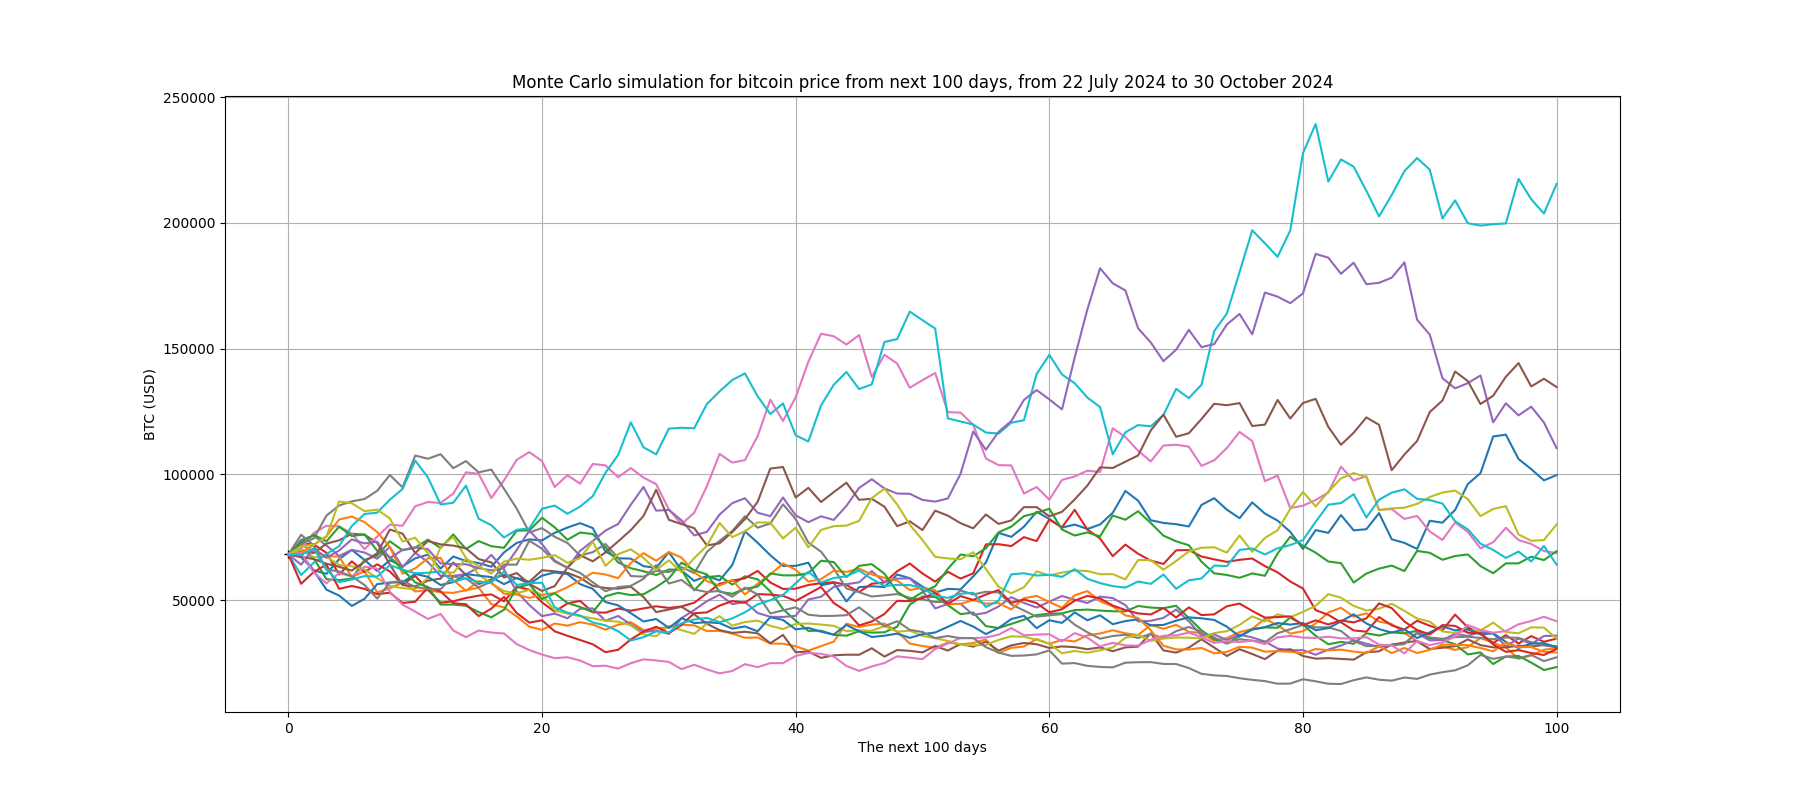 Monte Carlo simulation for bitcoin price from next 100 days, from 22 July 2024 to 30 October 2024
250000
200000
150000
100000
50000
BTC (USD)
0 20 40 60 80 100
The next 100 days